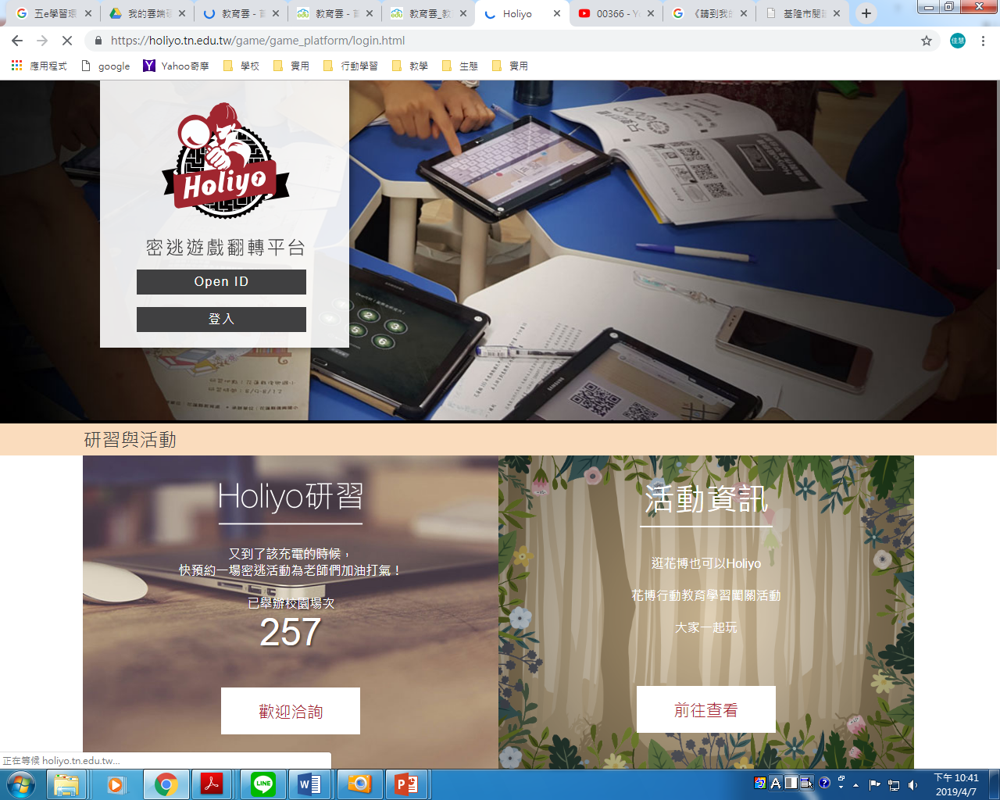 五e學習環
我的雲端硬
教育雲 - 首
教育雲 - 首
教育雲_教
Holiyo
00366 - Yo
《請到我的
基隆市閱讀
https://holiyo.tn.edu.tw/game/game_platform/login.html
佳慧
應用程式
google
Yahoo奇摩
學校
實用
行動學習
教學
生態
實用
Holiyo
密逃遊戲翻轉平台
Open ID
登入
研習與活動
Holiyo研習
又到了該充電的時候，
快預約一場密逃活動為老師們加油打氣！
已舉辦校園場次
257
歡迎洽詢
活動資訊
逛花博也可以Holiyo
花博行動教育學習闖關活動
大家一起玩
前往查看
正在等候 holiyo.tn.edu.tw...
下午 10:41
2019/4/7